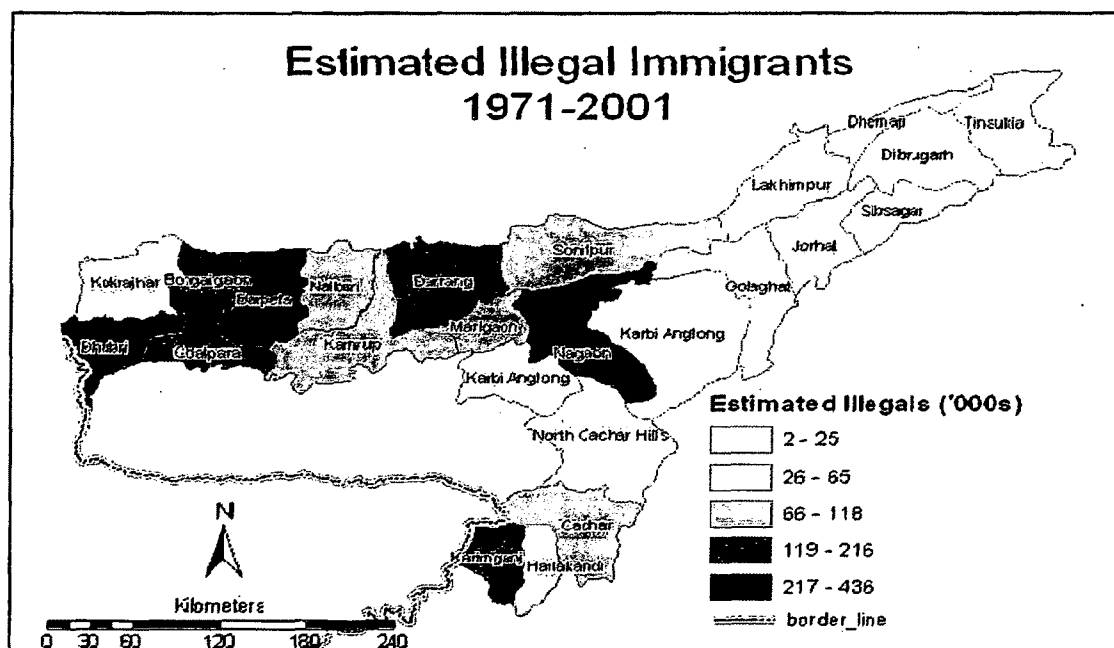 Estimated Illegal Immigrants
1971-2001
Dhemaji
Tinsukia
Dibrugarh
Lakhimpur
Sibsagar
Jorhat
Sonitpur
Golaghat
Kokrajhar
Bongaigaon
Nalbari
Darrang
Barpeta
Karbi Anglong
Marigaon
Kamrup
Dhubri
Goalpara
Nagaon
Karbi Anglong
North Cachar Hills
Cachar
Karimganj
Hailakandi
Estimated Illegals ('000s)
2 - 25
26 - 65
66 - 118
119 - 216
217 - 436
border_line
N
Kilometers
0 30 60 120 180 240